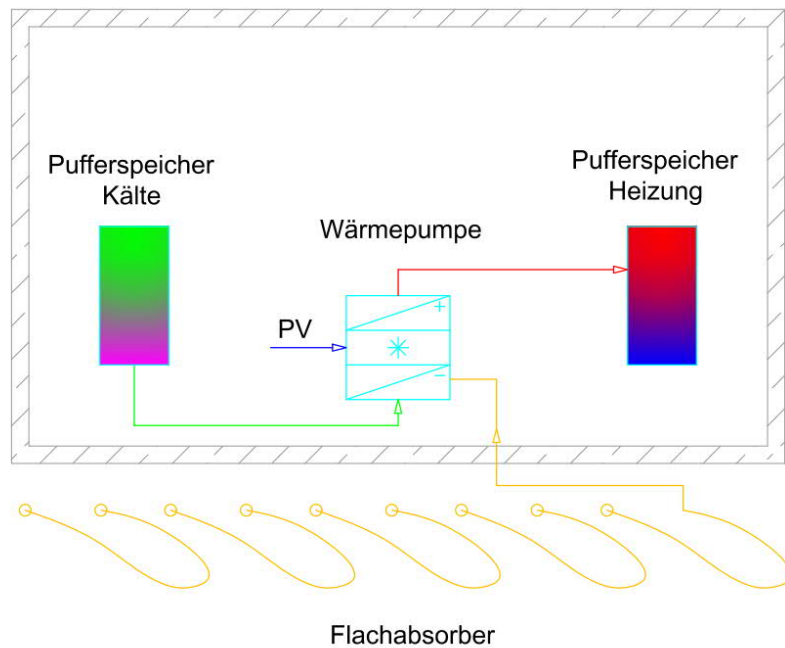 Pufferspeicher
Kälte
Pufferspeicher
Heizung
Wärmepumpe
PV
+
−
Flachabsorber